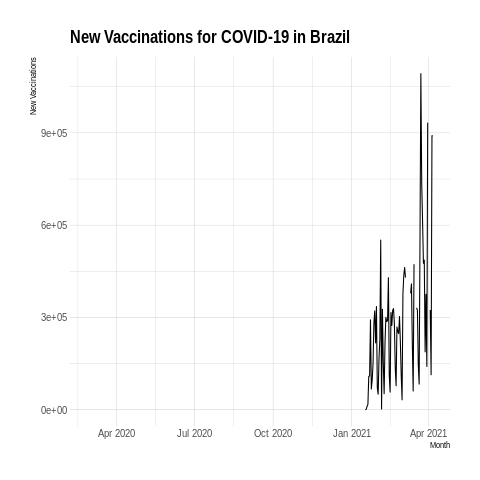 New Vaccinations for COVID-19 in Brazil
New Vaccinations
9e+05
6e+05
3e+05
0e+00
Apr 2020 Jul 2020 Oct 2020 Jan 2021 Apr 2021
Month